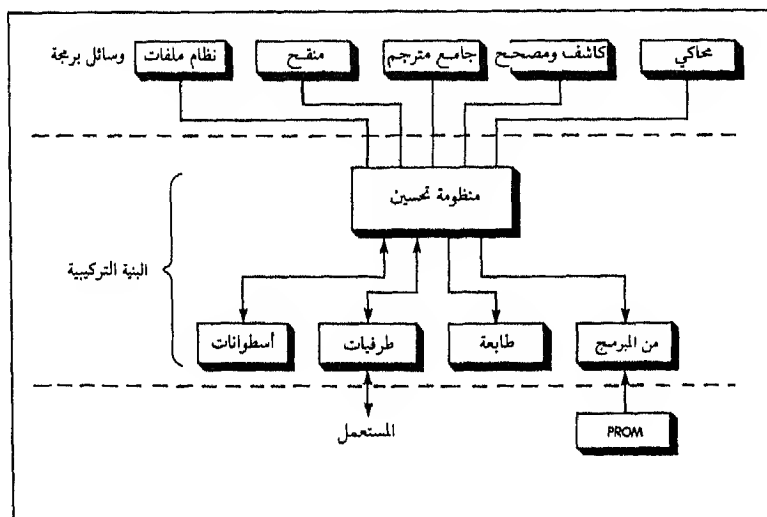 محاكي
كاشف ومصحح
جامع مترجم
منقح
نظام ملفات
وسائل برمجة
منظومة تحسين
البنية التركيبية
من المبرمج
طابعة
طرفيات
أسطوانات
PROM
المستعمل